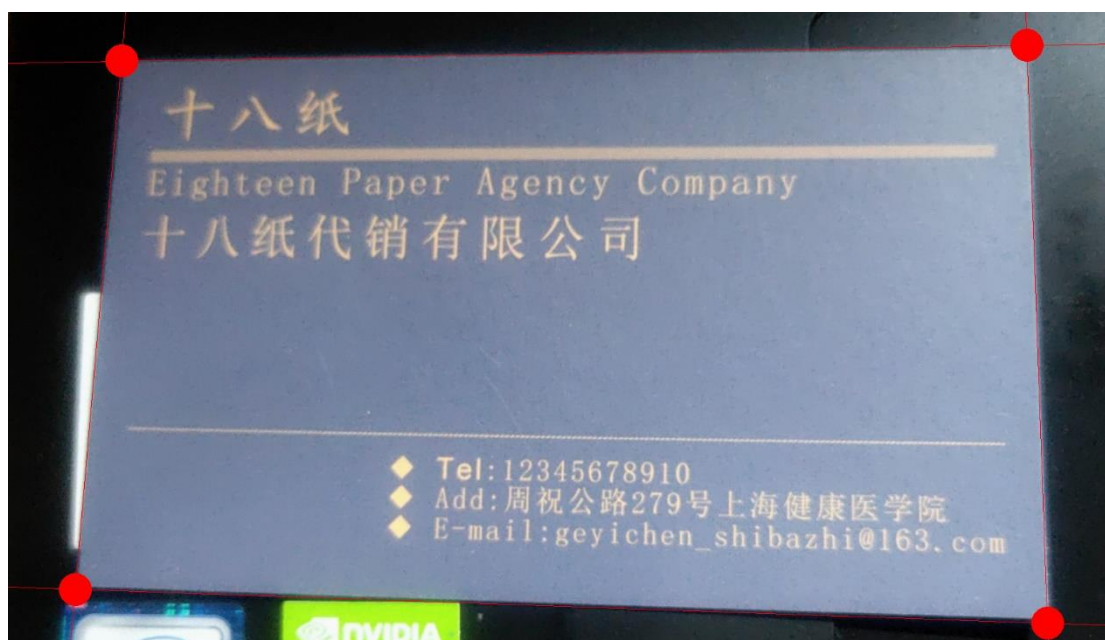 十八纸
Eighteen Paper Agency Company
十八纸代销有限公司
Tel:12345678910
Add:周祝公路279号上海健康医学院
E-mail:geyichen_shibazhi@163.com
NVIDIA